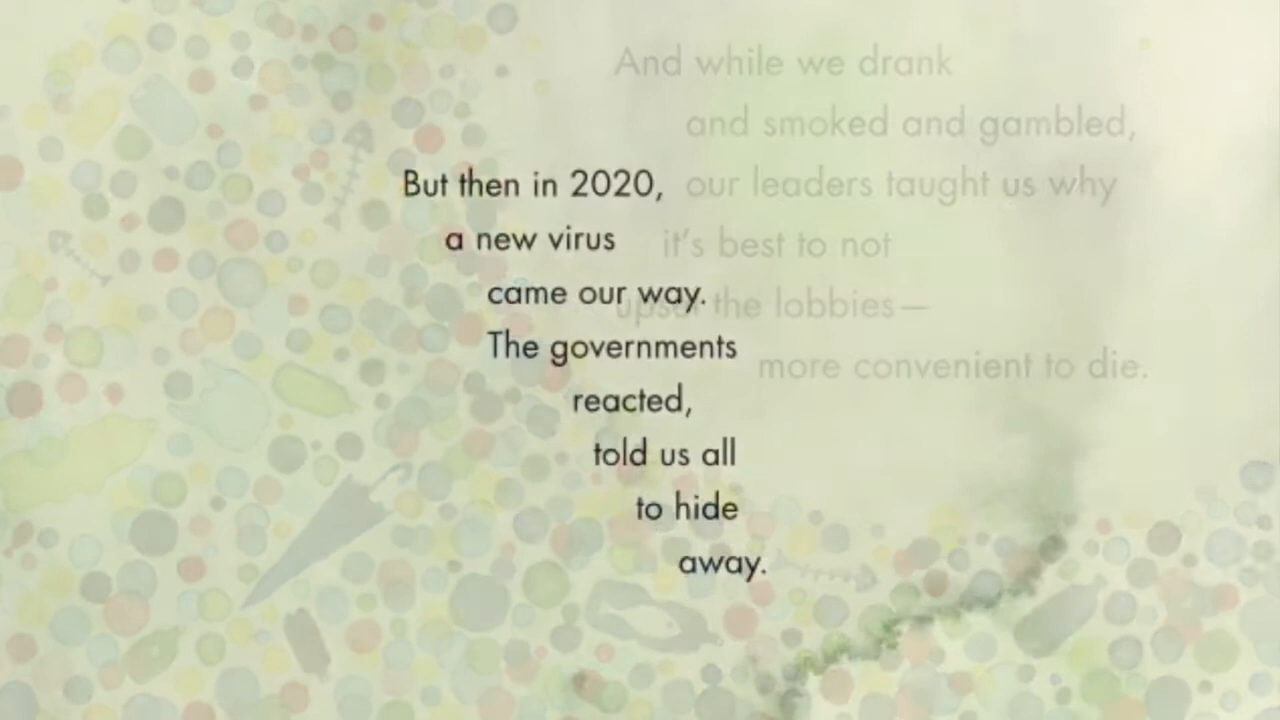 And while we drank
and smoked and gambled,
our leaders taught us why
it's best to not
upset the lobbies—
more convenient to die.
But then in 2020,
a new virus
came our way.
The governments
reacted,
told us all
to hide
away.